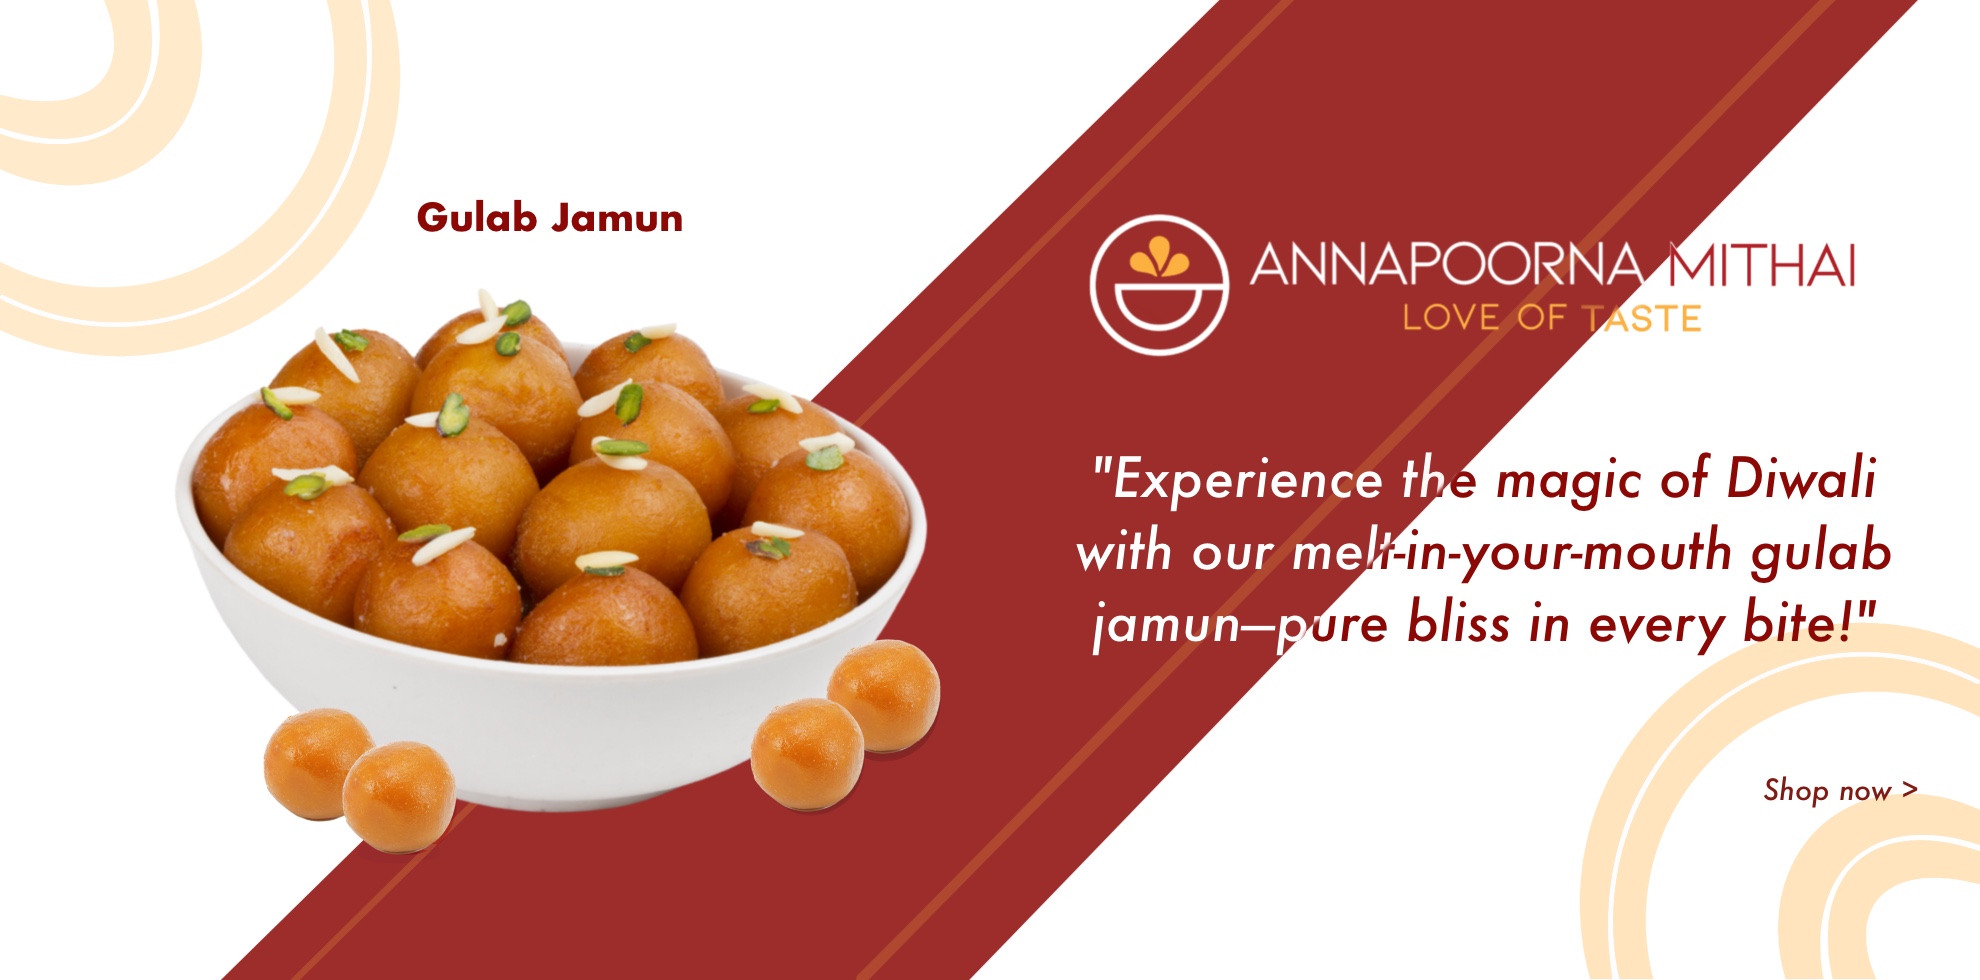 Gulab Jamun
ANNAPOORNA MITHAI
LOVE OF TASTE
"Experience the magic of Diwali
with our melt-in-your-mouth gulab
jamun—pure bliss in every bite!"
Shop now >